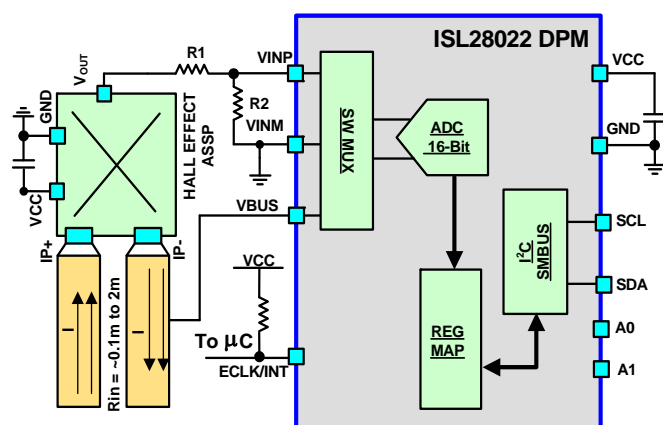 ISL28022 DPM
VOUT
R1
VINP
VCC
GND
R2
SW MUX
ADC
16-Bit
HALL EFFECT
ASSP
VINM
GND
VCC
VBUS
IP+
IP-
I²C
SMBUS
SCL
SDA
VCC
I
I
Rin = ~0.1m to 2m
To µC
ECLK/INT
REG
MAP
A0
A1